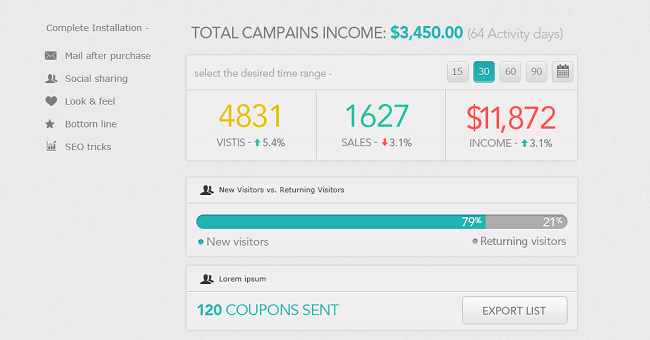 Complete Installation -
Mail after purchase
Social sharing
Look & feel
Bottom line
SEO tricks
TOTAL CAMPAINS INCOME: $3,450.00 (64 Activity days)
select the desired time range - 15 30 60 90
4831 1627 $11,872
VISTIS - 5.4% SALES - 3.1% INCOME - 3.1%
New Visitors vs. Returning Visitors
79% 21%
New visitors Returning visitors
Lorem ipsum
120 COUPONS SENT EXPORT LIST